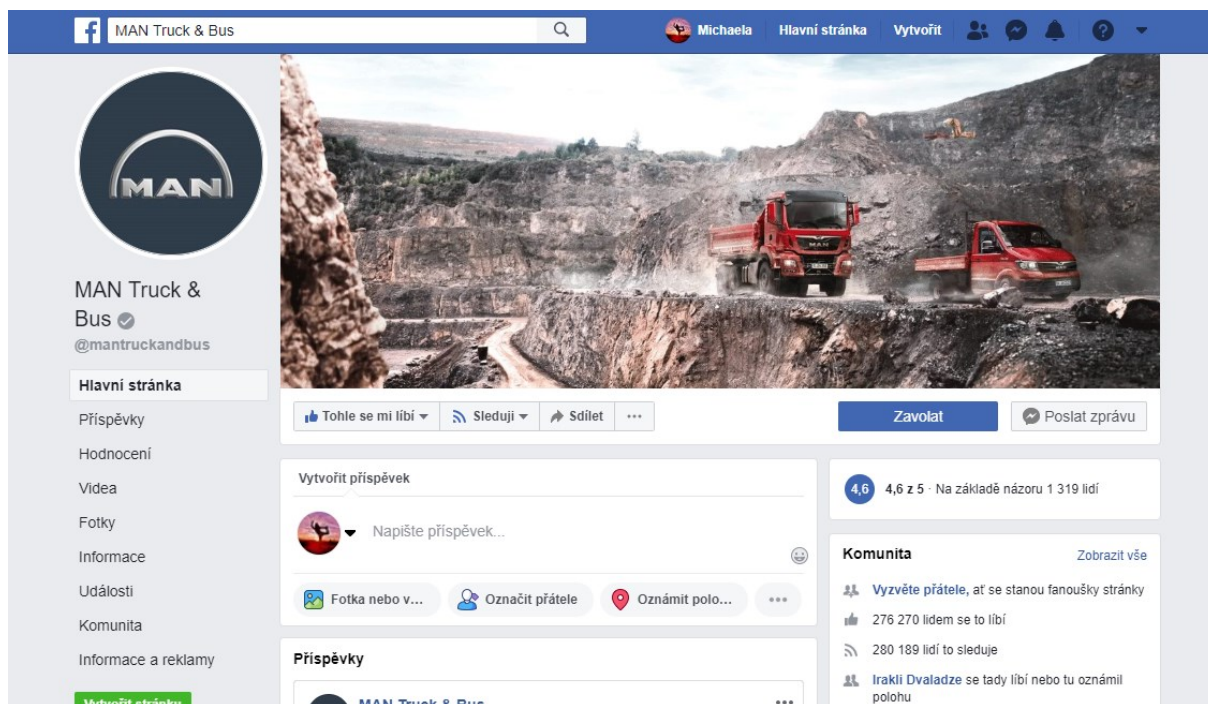 MAN Truck & Bus
Michaela
Hlavní stránka
Vytvořit
MAN
MAN
MAN Truck &
Bus
@mantruckandbus
Hlavní stránka
Příspěvky
Hodnocení
Videa
Fotky
Informace
Události
Komunita
Informace a reklamy
Vytvořit stránku
Tohle se mi líbí
Sleduji
Sdílet
Zavolat
Poslat zprávu
Vytvořit příspěvek
Napište příspěvek...
Fotka nebo v...
Označit přátele
Oznámit polo...
Příspěvky
MAN Truck & Bus
4,6
4,6 z 5 · Na základě názoru 1 319 lidí
Komunita
Zobrazit vše
Vyzvěte přátele, ať se stanou fanoušky stránky
276 270 lidem se to líbí
280 189 lidí to sleduje
Irakli Dvaladze se tady líbí nebo tu oznámil
polohu